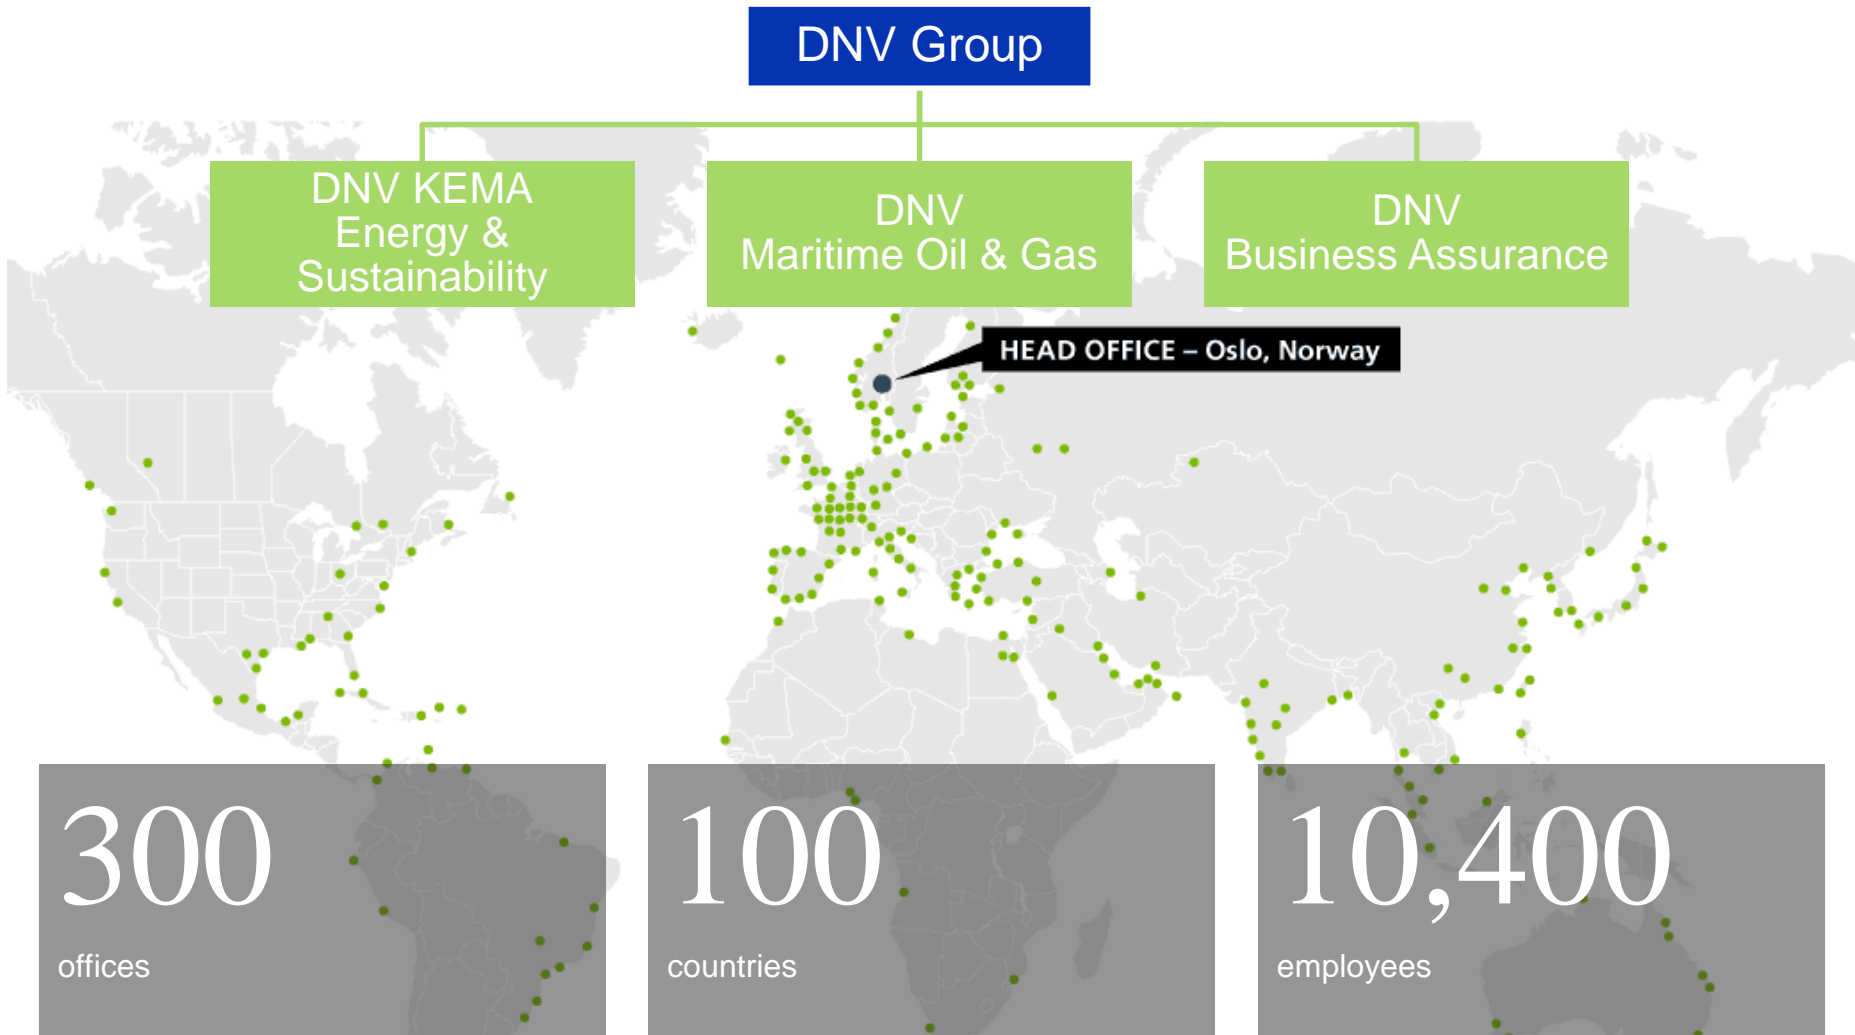 DNV Group
DNV KEMA
Energy &
Sustainability
DNV
Maritime Oil & Gas
DNV
Business Assurance
HEAD OFFICE – Oslo, Norway
300
offices
100
countries
10,400
employees